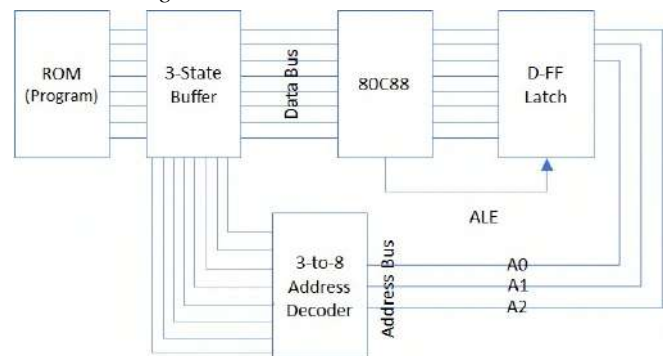 ROM
(Program)
3-State
Buffer
Data Bus
80C88
D-FF
Latch
ALE
3-to-8
Address
Decoder
Address Bus
A0
A1
A2